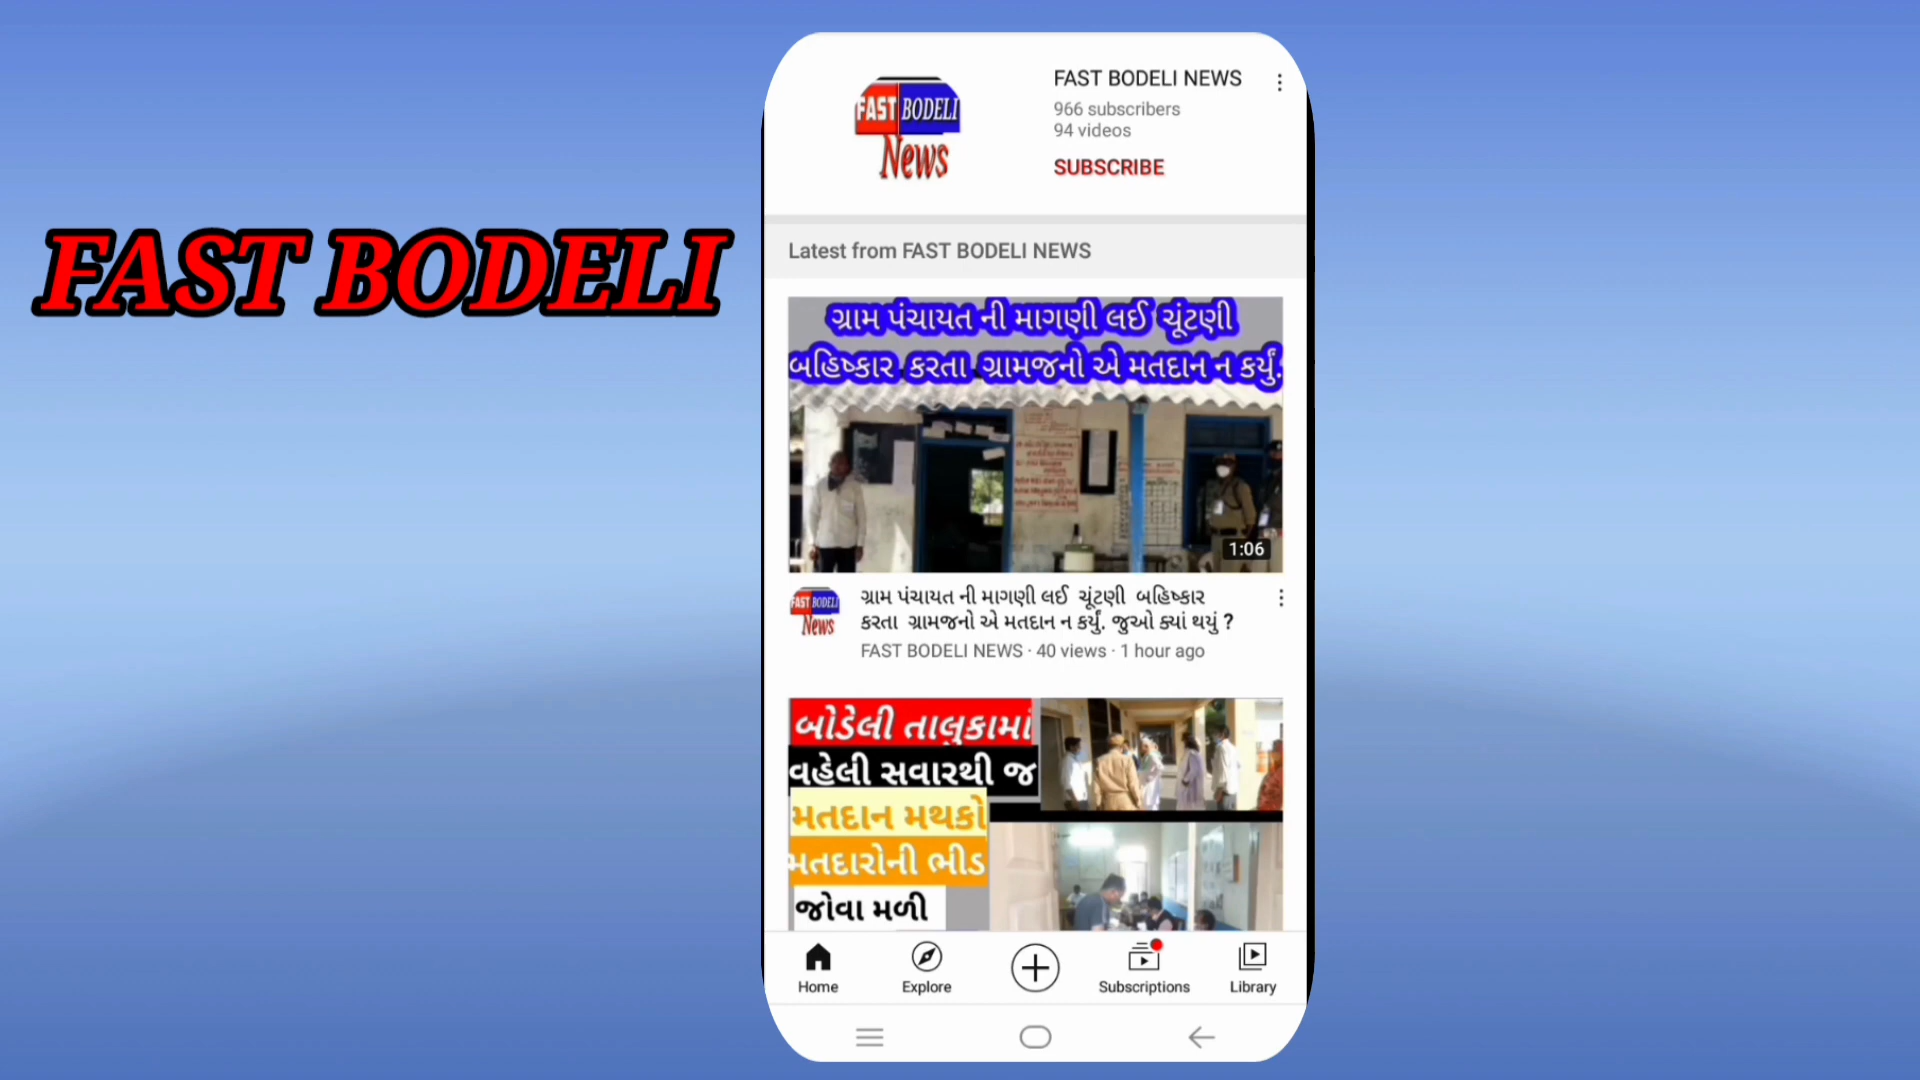 FAST BODELI
FAST BODELI
News
FAST BODELI NEWS
966 subscribers
94 videos
SUBSCRIBE
Latest from FAST BODELI NEWS
ગ્રામ પંચાયત ની માગણી લઈ ચૂંટણી
બહિષ્કાર કરતા ગ્રામજનો એ મતદાન ન કર્યું.
1:06
FAST BODELI
News
ગ્રામ પંચાયત ની માગણી લઈ ચૂંટણી બહિષ્કાર
કરતા ગ્રામજનો એ મતદાન ન કર્યું. જુઓ ક્યાં થયું ?
FAST BODELI NEWS · 40 views · 1 hour ago
બોડેલી તાલુકામાં
વહેલી સવારથી જ
મતદાન મથકો
મતદારોની ભીડ
જોવા મળી
Home
Explore
Subscriptions
Library